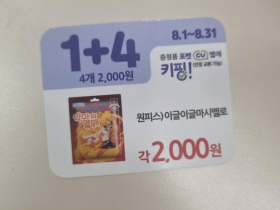 1+4
4개 2,000원
8.1~8.31
증정품 포켓 CU 앱에
키핑!
원피스)이글이글마시멜로
각2,000원